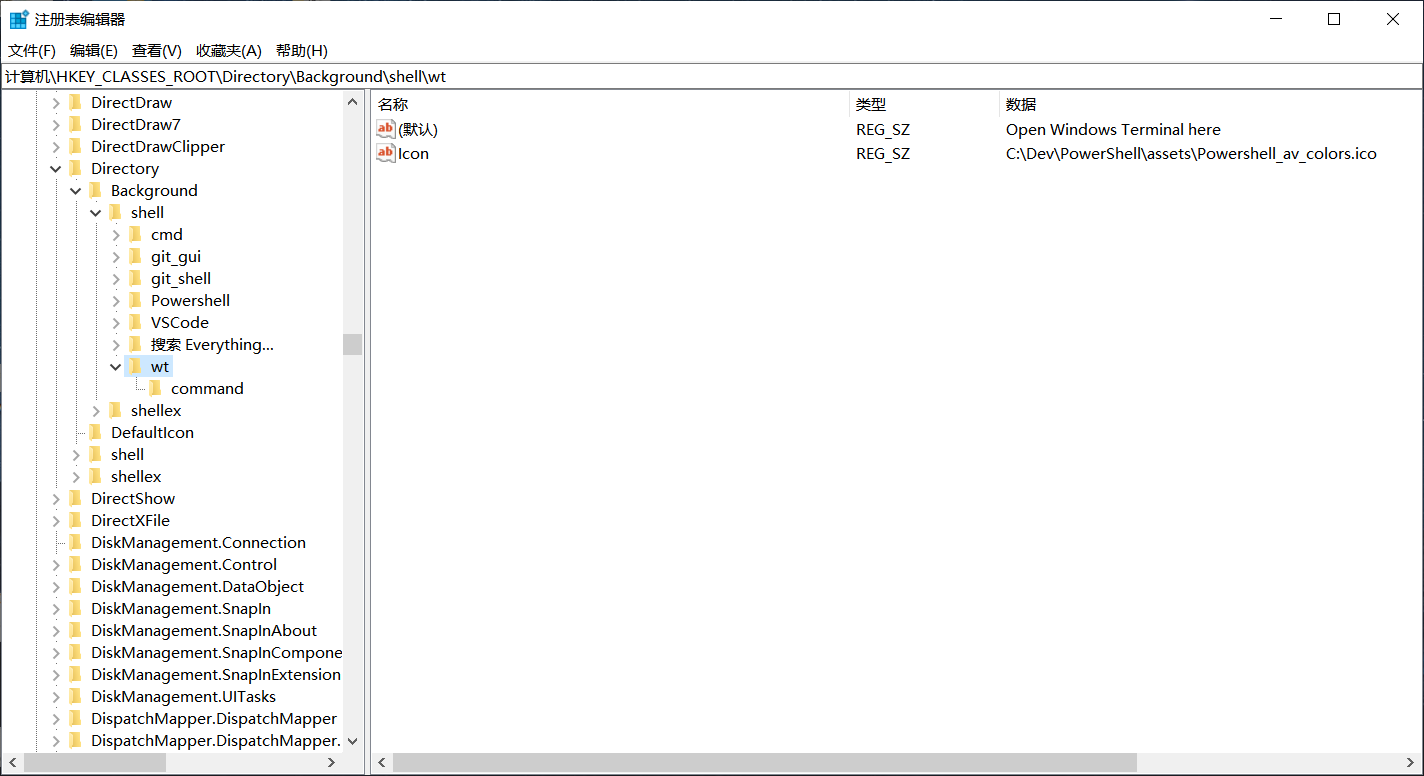 注册表编辑器
文件(F) 编辑(E) 查看(V) 收藏夹(A) 帮助(H)
计算机\HKEY_CLASSES_ROOT\Directory\Background\shell\wt
DirectDraw
DirectDraw7
DirectDrawClipper
Directory
Background
shell
cmd
git_gui
git_shell
Powershell
VSCode
搜索 Everything...
wt
command
shellex
DefaultIcon
shell
shellex
DirectShow
DirectXFile
DiskManagement.Connection
DiskManagement.Control
DiskManagement.DataObject
DiskManagement.SnapIn
DiskManagement.SnapInAbout
DiskManagement.SnapInCompone
DiskManagement.SnapInExtension
DiskManagement.UITasks
DispatchMapper.DispatchMapper
DispatchMapper.DispatchMapper.
名称 类型 数据
ab (默认) REG_SZ Open Windows Terminal here
ab Icon REG_SZ C:\Dev\PowerShell\assets\Powershell_av_colors.ico